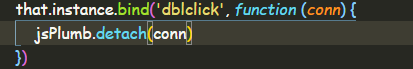 that.instance.bind('dblclick', function (conn) {
jsPlumb.detach(conn)
})